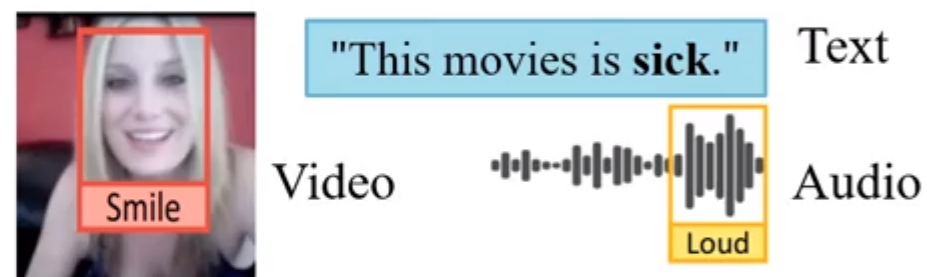 "This movies is sick."
Text
Smile
Video
Audio
Loud